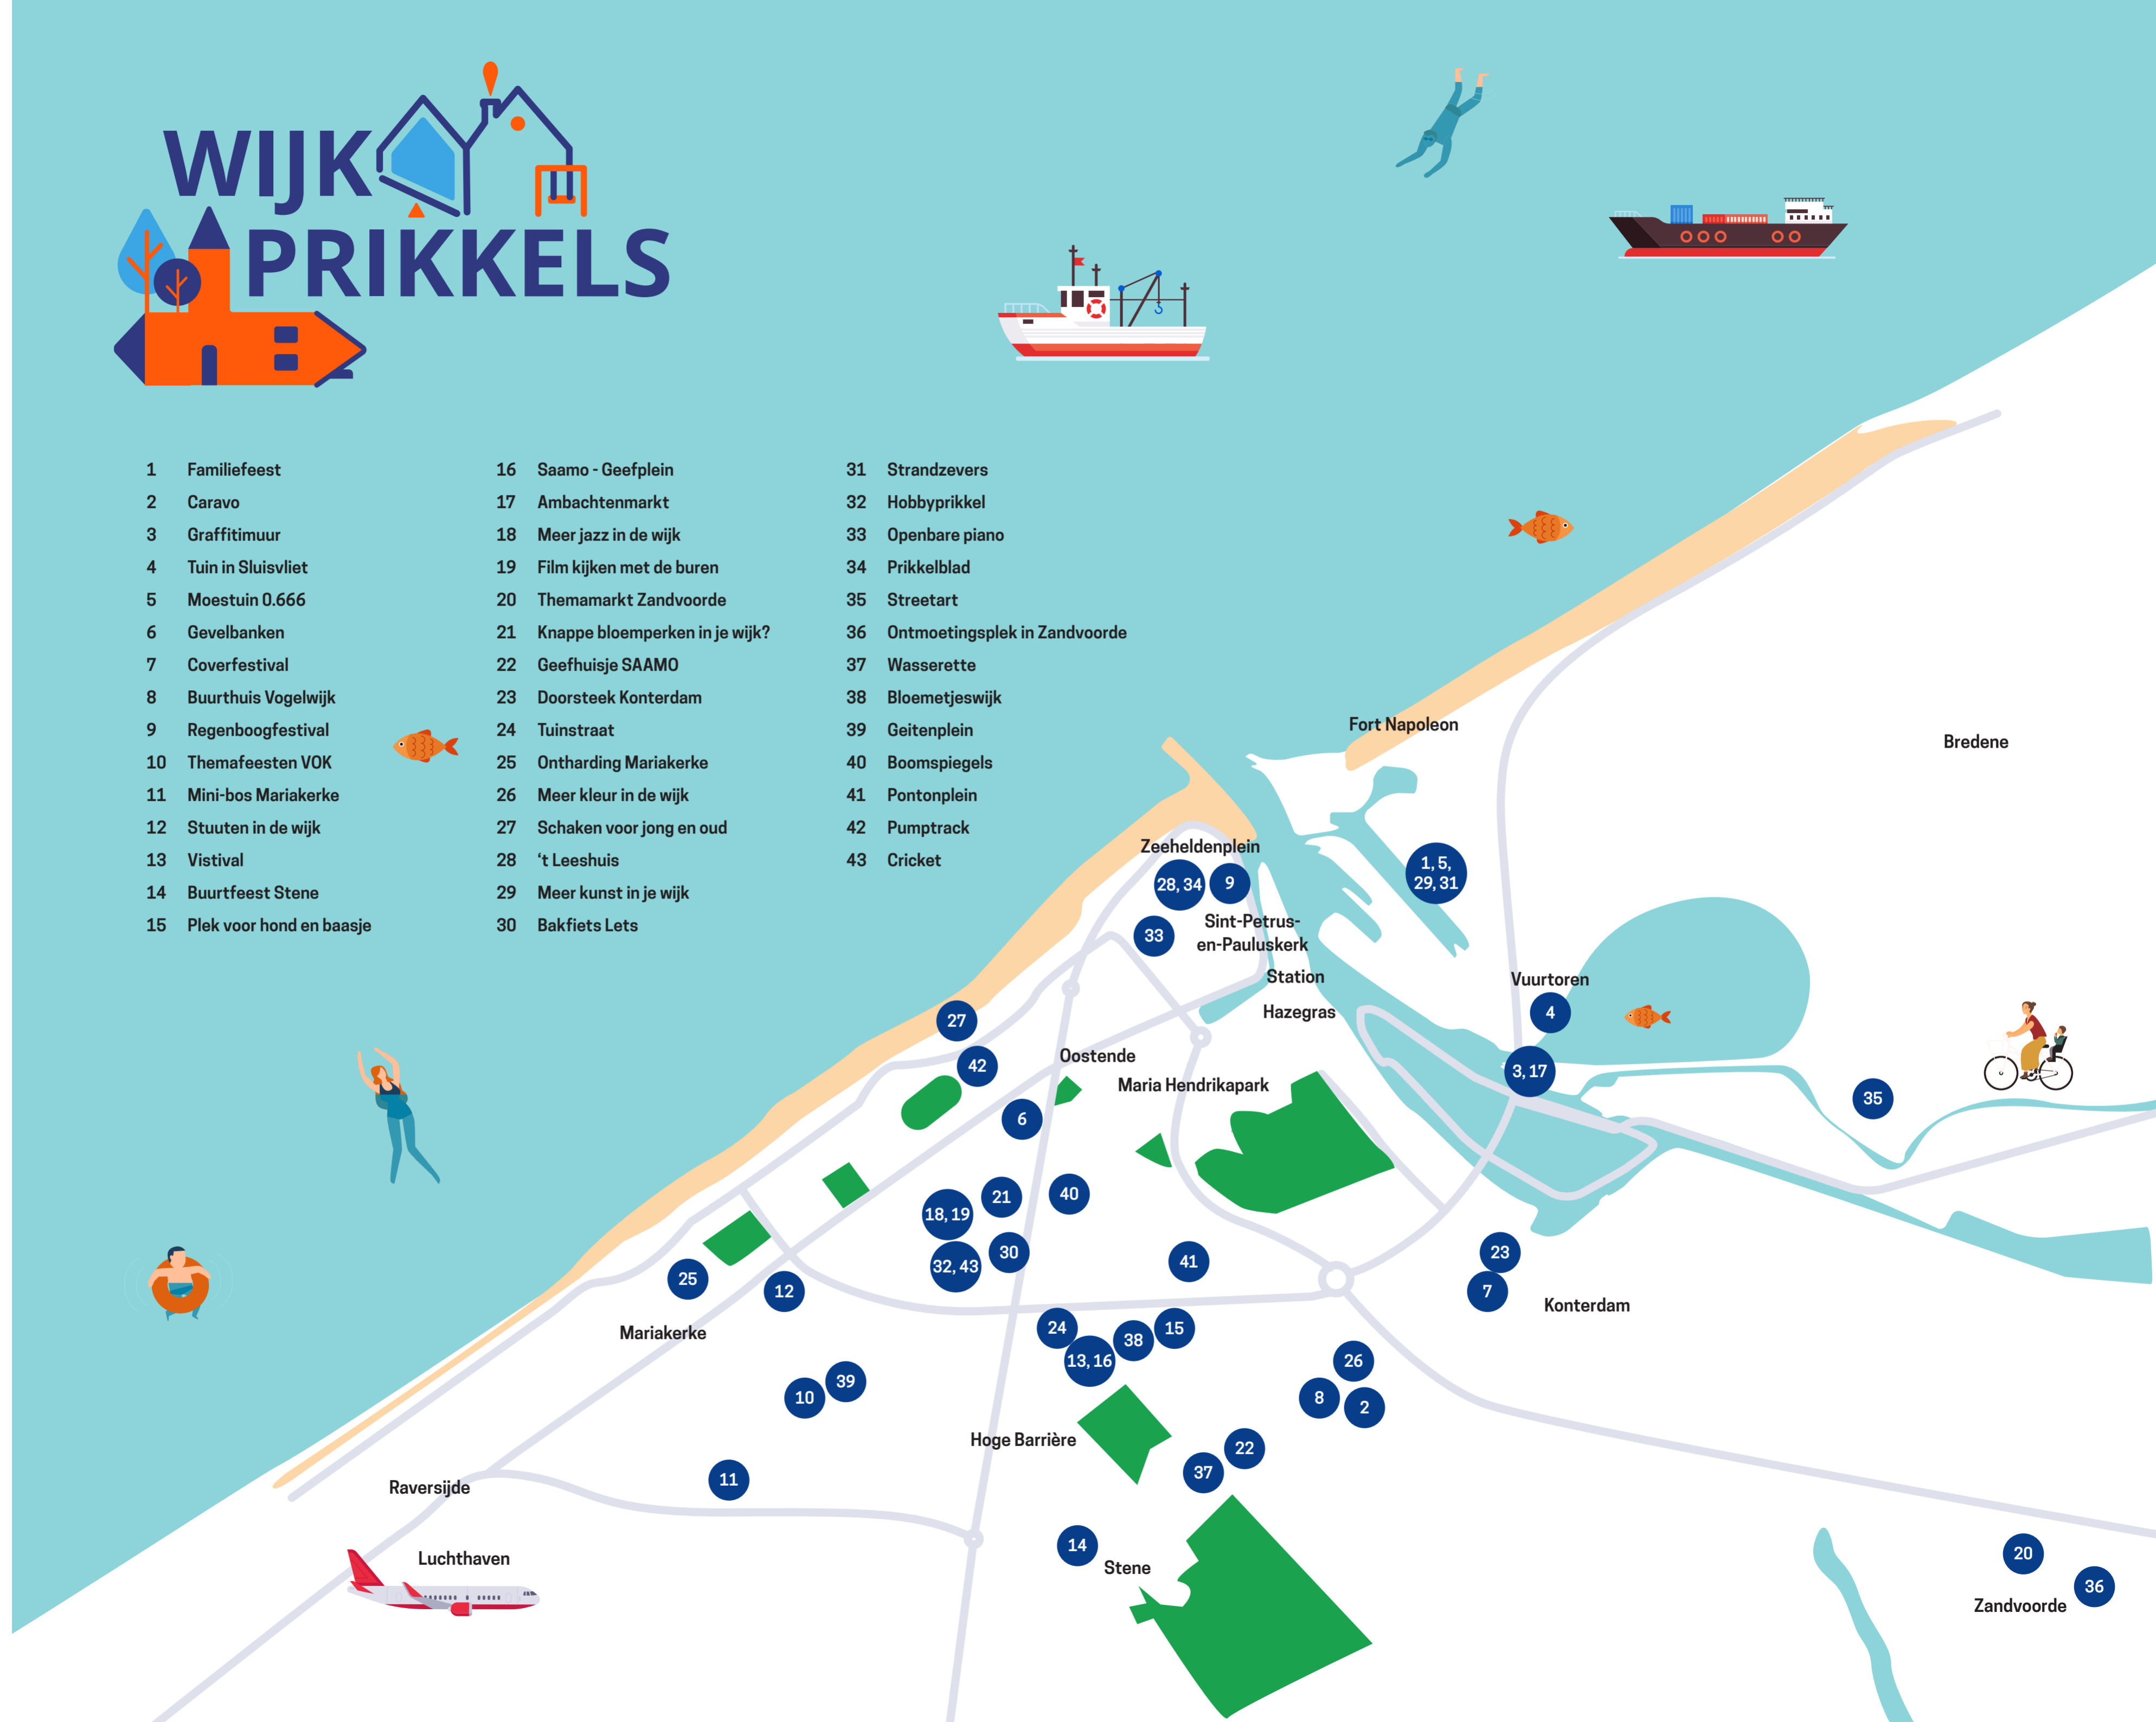 WIJK
PRIKKELS
1 Familiefeest
2 Caravo
3 Graffitimuur
4 Tuin in Sluisvliet
5 Moestuin 0.666
6 Gevelbanken
7 Coverfestival
8 Buurthuis Vogelwijk
9 Regenboogfestival
10 Themafeesten VOK
11 Mini-bos Mariakerke
12 Stuuten in de wijk
13 Vistival
14 Buurtfeest Stene
15 Plek voor hond en baasje
16 Saamo - Geefplein
17 Ambachtenmarkt
18 Meer jazz in de wijk
19 Film kijken met de buren
20 Themamarkt Zandvoorde
21 Knappe bloemperken in je wijk?
22 Geefhuisje SAAMO
23 Doorsteek Konterdam
24 Tuinstraat
25 Ontharding Mariakerke
26 Meer kleur in de wijk
27 Schaken voor jong en oud
28 ‘t Leeshuis
29 Meer kunst in je wijk
30 Bakfiets Lets
31 Strandzevers
32 Hobbyprikkel
33 Openbare piano
34 Prikkelblad
35 Streetart
36 Ontmoetingsplek in Zandvoorde
37 Wasserette
38 Bloemetjeswijk
39 Geitenplein
40 Boomspiegels
41 Pontonplein
42 Pumptrack
43 Cricket
Fort Napoleon
Bredene
Zeeheldenplein
1, 5,
29, 31
28, 34
9
Sint-Petrus-
en-Pauluskerk
33
Station
Vuurtoren
Hazegras
4
27
Oostende
42
3, 17
Maria Hendrikapark
35
6
40
21
18, 19
30
32, 43
41
23
25
12
7
Konterdam
Mariakerke
24
38
15
13, 16
26
39
10
8
2
Hoge Barrière
22
37
11
Raversijde
14
Luchthaven
Stene
20
36
Zandvoorde